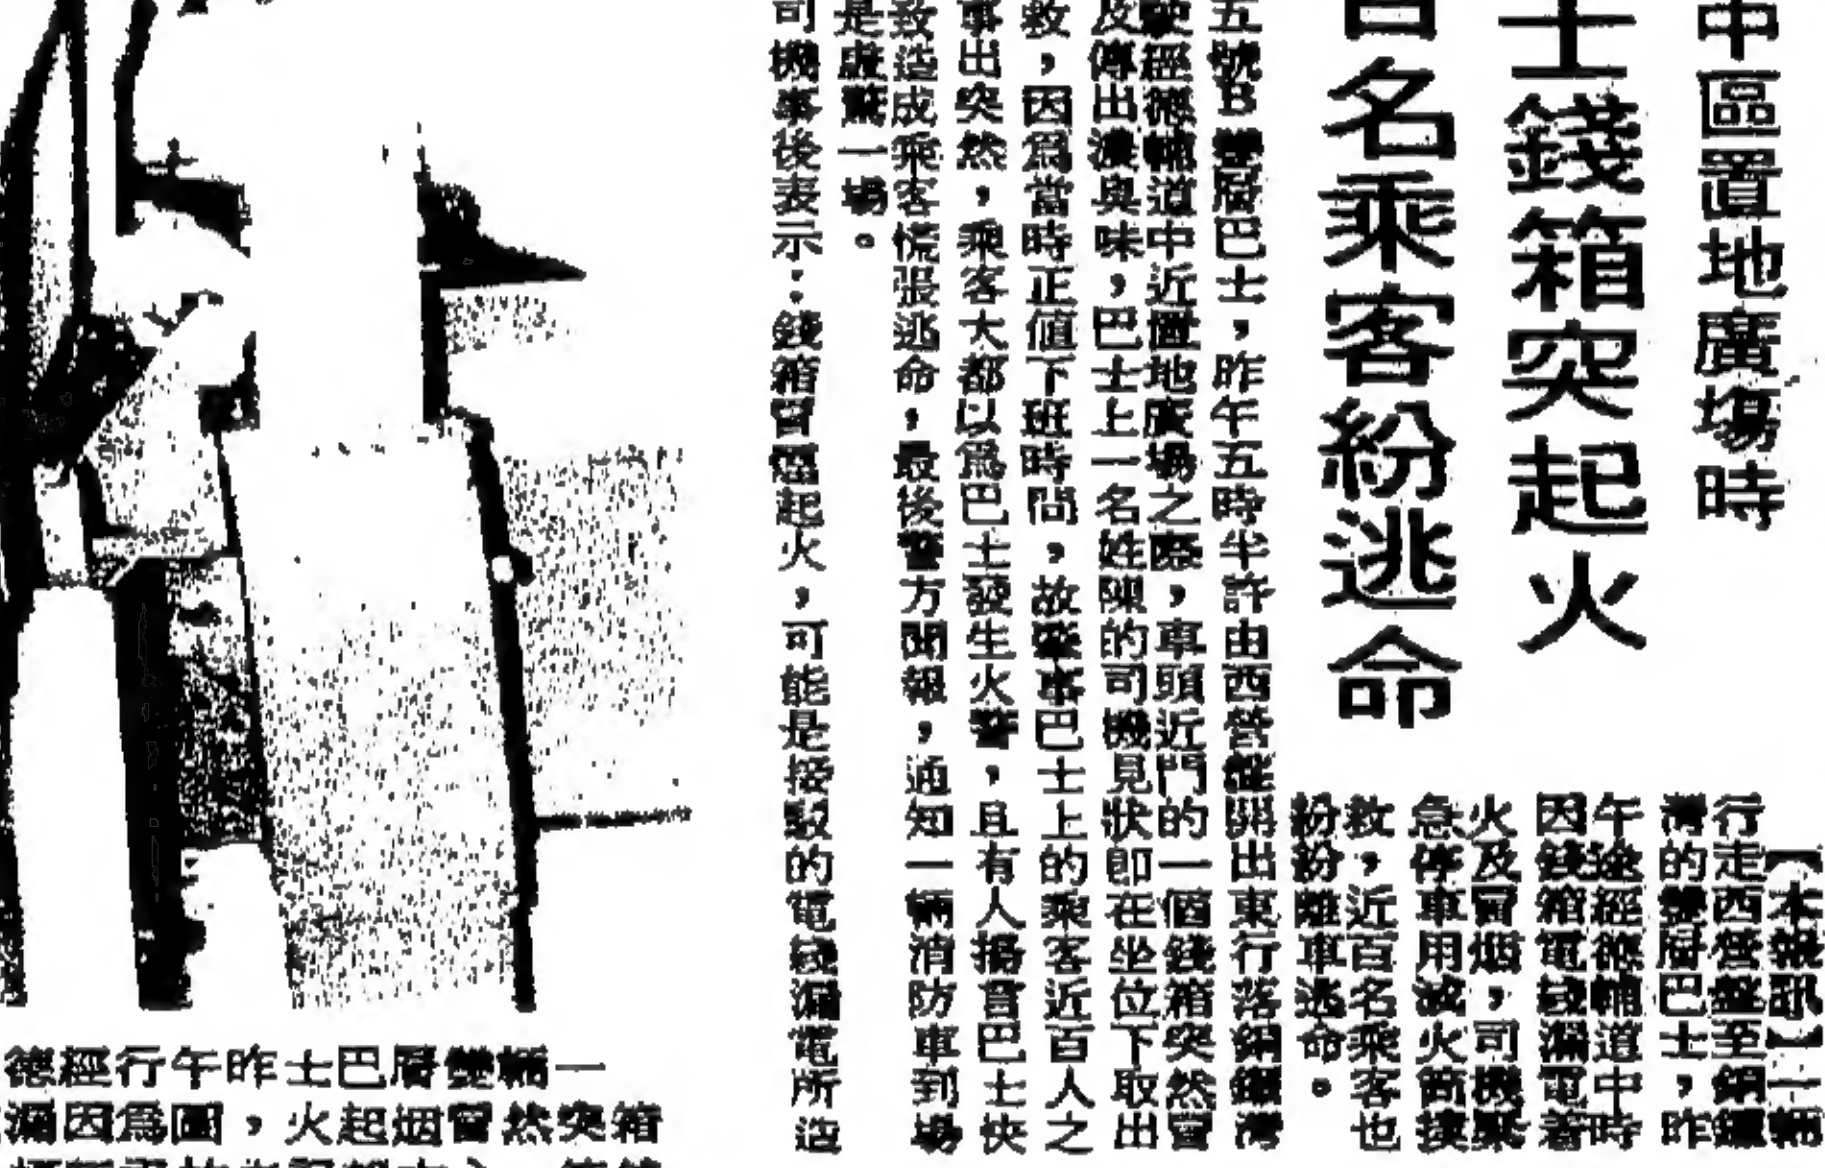 中區置地廣塲時
士錢箱突起火
百名乘客紛逃命
【本報訊】一輛
行走西營盤至銅鑼
灣的雙層巴士，昨
午途經德輔道中時
因錢箱電綫漏電著
火及冒烟，司機緊
急停車用滅火筒撲
救，近百名乘客也
紛紛離車逃命。
五號B雙層巴士，昨午五時半許由西營盤開出東行落銅鑼灣
駛經德輔道中近置地廣場之際，車頭近門的一個錢箱突然冒
及傳出濃臭味，巴士上一名姓陳的司機見狀即在坐位下取出
救，因爲當時正値下班時間，故肇事巴士上的乘客近百人之
事出突然，乘客大都以爲巴士發生火警，且有人揚言巴士快
致造成乘客慌張逃命，最後警方聞報，通知一輛消防車到場
是虛驚一場。
司機事後表示：錢箱冒烟起火，可能是接駁的電綫漏電所造
一輛雙層巴士昨午行經德
箱突然冒烟起火，圖爲因漏